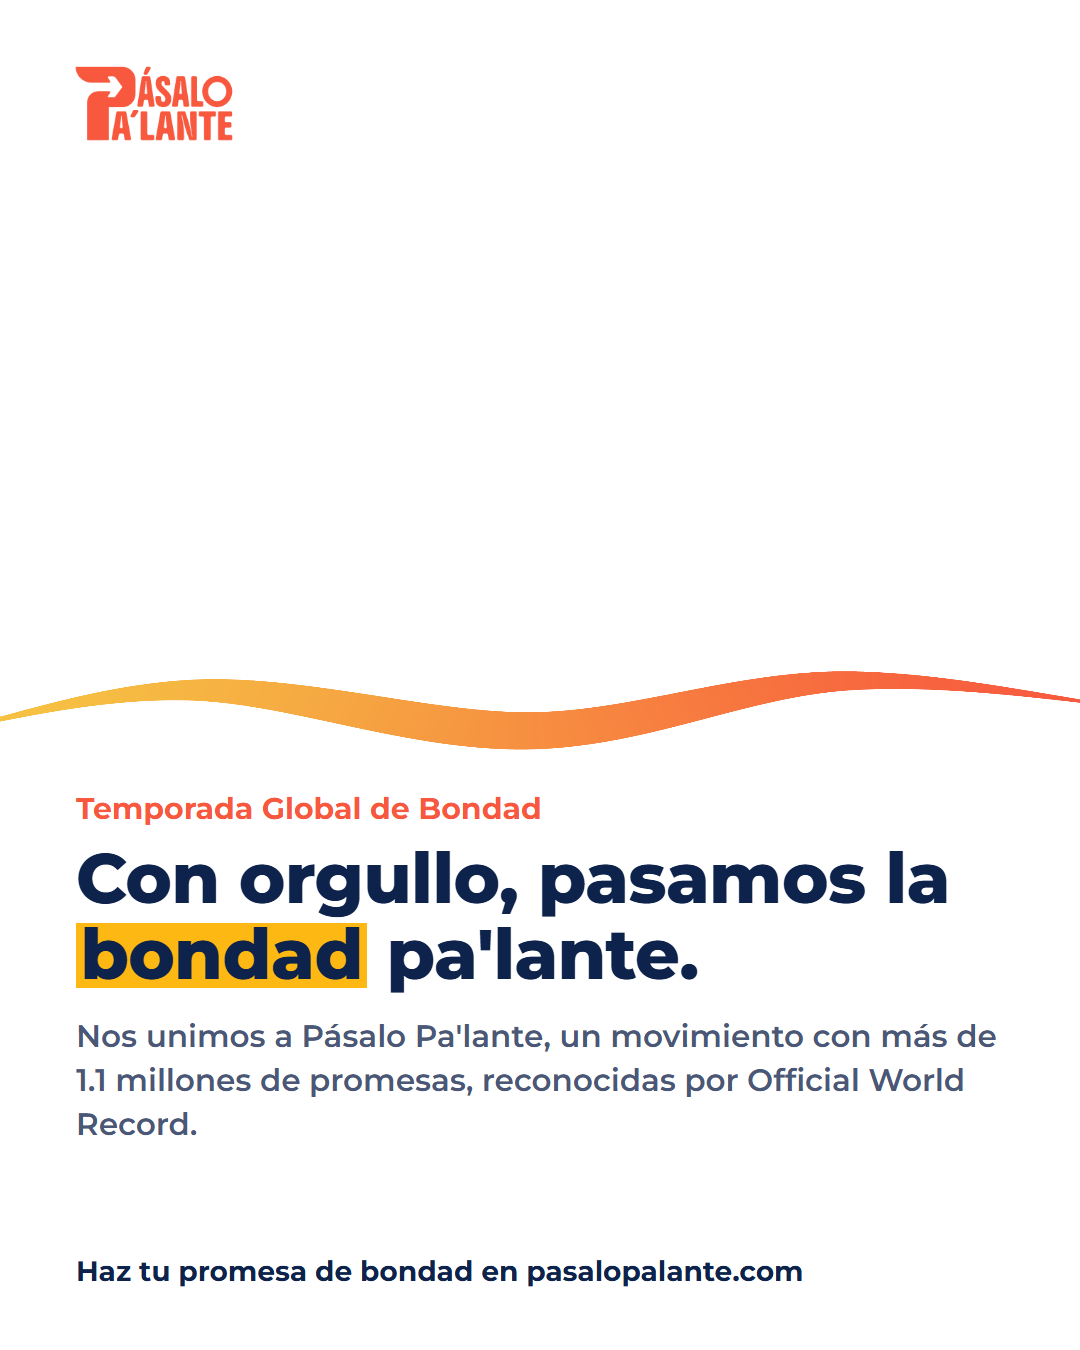 PÁSALO
PA'LANTE
Temporada Global de Bondad
Con orgullo, pasamos la
bondad pa'lante.
Nos unimos a Pásalo Pa'lante, un movimiento con más de
1.1 millones de promesas, reconocidas por Official World
Record.
Haz tu promesa de bondad en pasalopalante.com